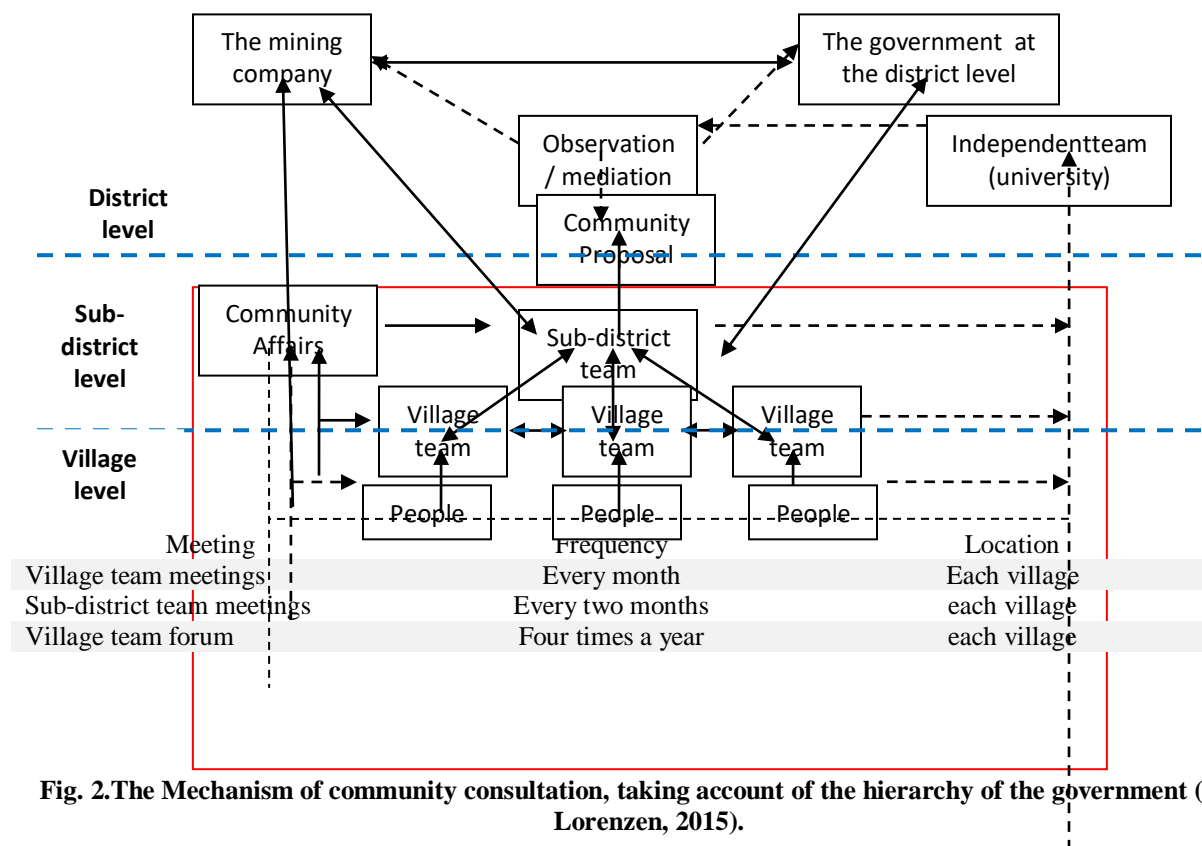 The mining
company
The government at
the district level
Observation
/ mediation
Independentteam
(university)
District
level
Community
Proposal
Sub-
district
level
Community
Affairs
Sub-district
team
Village
team
Village
team
Village
team
Village
level
People
People
People
Meeting Frequency Location
Village team meetings Every month Each village
Sub-district team meetings Every two months each village
Village team forum Four times a year each village
Fig. 2.The Mechanism of community consultation, taking account of the hierarchy of the government (
Lorenzen, 2015).